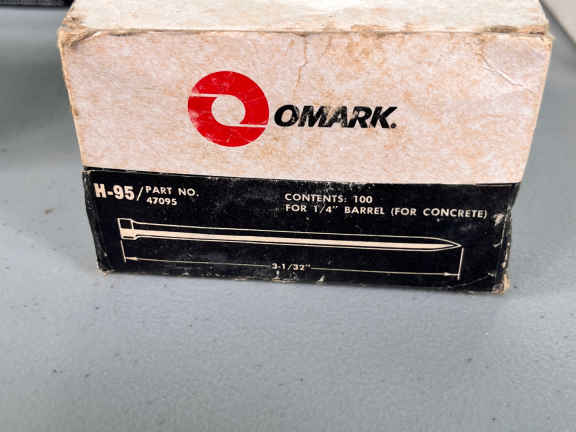 OMARK.
H-95/ PART NO. 47095
CONTENTS: 100
FOR 1/4" BARREL (FOR CONCRETE)
3-1/32"